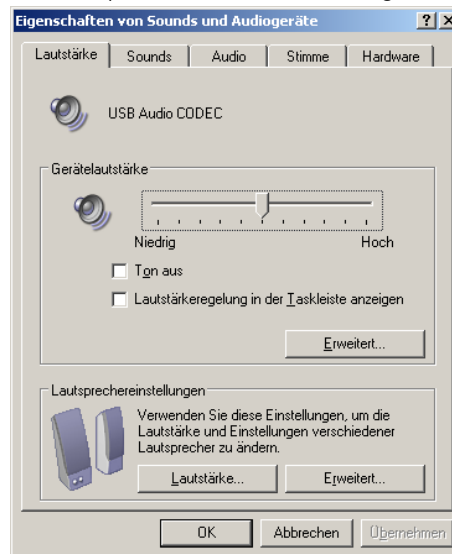 Eigenschaften von Sounds und Audiogeräte
Lautstärke Sounds Audio Stimme Hardware
USB Audio CODEC
Gerätelautstärke
Niedrig Hoch
Ton aus
Lautstärkeregelung in der Taskleiste anzeigen
Erweitert...
Lautsprechereinstellungen
Verwenden Sie diese Einstellungen, um die
Lautstärke und Einstellungen verschiedener
Lautsprecher zu ändern.
Lautstärke... Erweitert...
OK Abbrechen Übernehmen